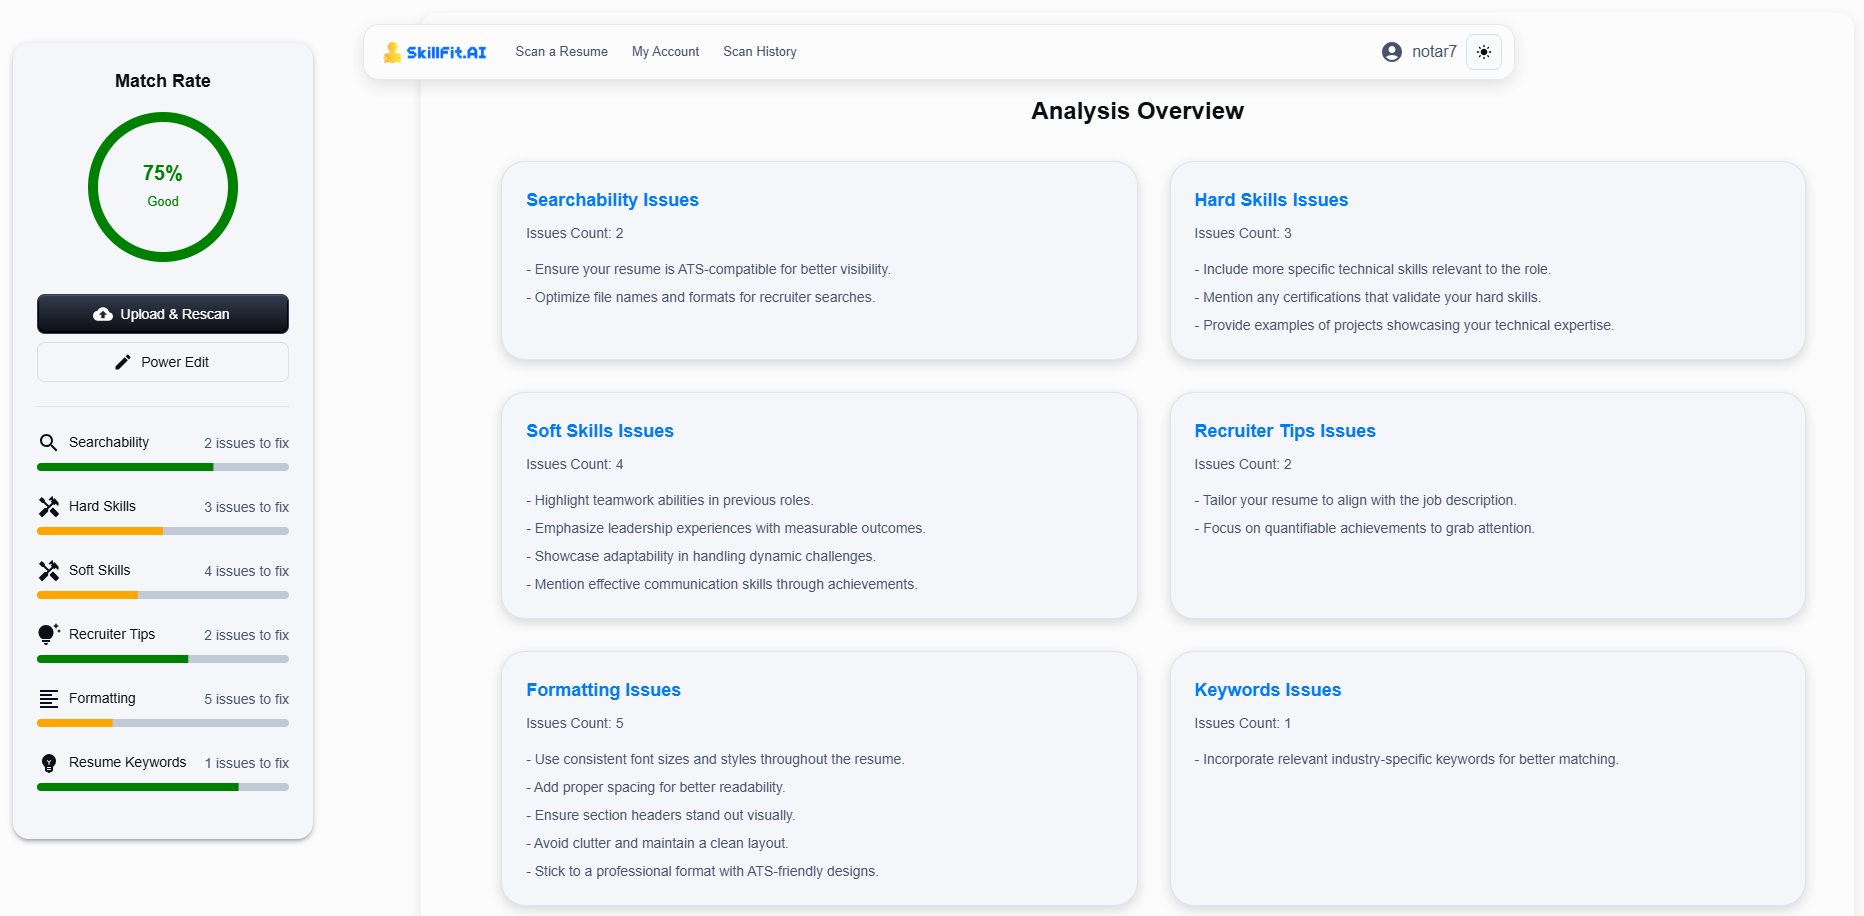 SkillFit.AI
Scan a Resume
My Account
Scan History
notar7
Match Rate
75%
Good
Upload & Rescan
Power Edit
Searchability
2 issues to fix
Hard Skills
3 issues to fix
Soft Skills
4 issues to fix
Recruiter Tips
2 issues to fix
Formatting
5 issues to fix
Resume Keywords
1 issues to fix
Analysis Overview
Searchability Issues
Issues Count: 2
- Ensure your resume is ATS-compatible for better visibility.
- Optimize file names and formats for recruiter searches.
Hard Skills Issues
Issues Count: 3
- Include more specific technical skills relevant to the role.
- Mention any certifications that validate your hard skills.
- Provide examples of projects showcasing your technical expertise.
Soft Skills Issues
Issues Count: 4
- Highlight teamwork abilities in previous roles.
- Emphasize leadership experiences with measurable outcomes.
- Showcase adaptability in handling dynamic challenges.
- Mention effective communication skills through achievements.
Recruiter Tips Issues
Issues Count: 2
- Tailor your resume to align with the job description.
- Focus on quantifiable achievements to grab attention.
Formatting Issues
Issues Count: 5
- Use consistent font sizes and styles throughout the resume.
- Add proper spacing for better readability.
- Ensure section headers stand out visually.
- Avoid clutter and maintain a clean layout.
- Stick to a professional format with ATS-friendly designs.
Keywords Issues
Issues Count: 1
- Incorporate relevant industry-specific keywords for better matching.